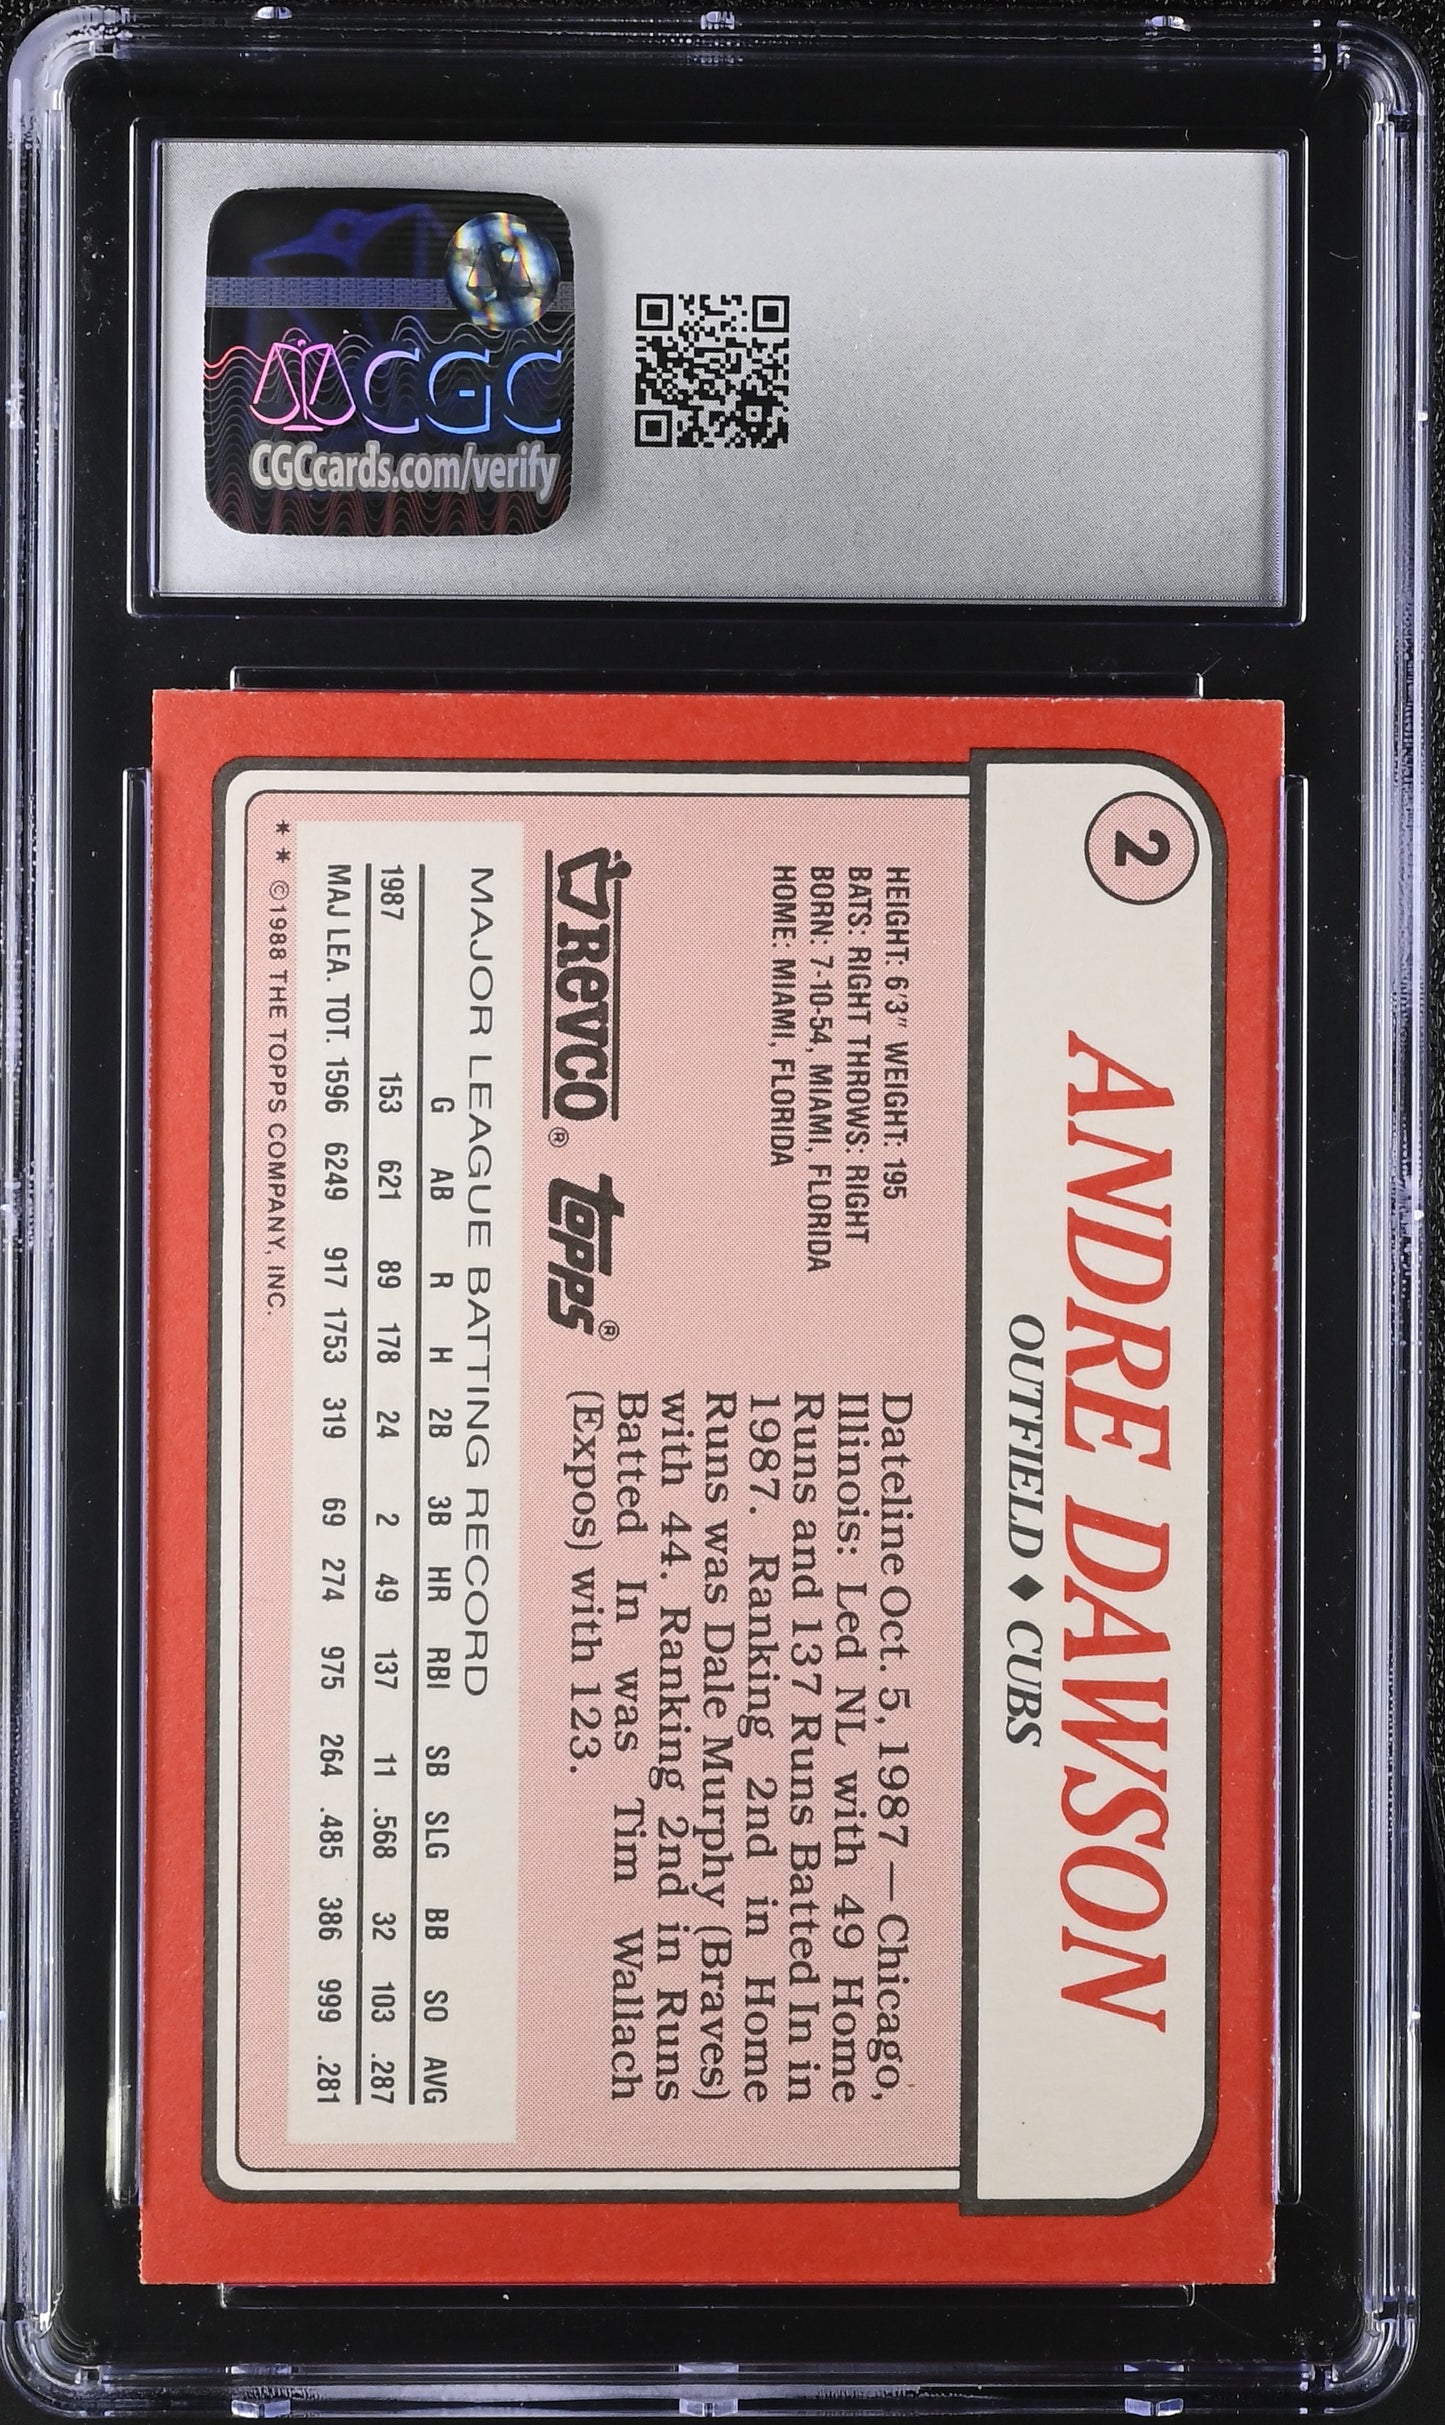 CGC
CGCcards.com/verify
2
ANDRE DAWSON
OUTFIELD ♦ CUBS
HEIGHT: 6'3" WEIGHT: 195
BATS: RIGHT THROWS: RIGHT
BORN: 7-10-54, MIAMI, FLORIDA
HOME: MIAMI, FLORIDA
REVCO® Topps®
Dateline Oct. 5, 1987—Chicago,
Illinois: Led NL with 49 Home
Runs and 137 Runs Batted In in
1987. Ranking 2nd in Home
Runs was Dale Murphy (Braves)
with 44. Ranking 2nd in Runs
Batted In was Tim Wallach
(Expos) with 123.
MAJOR LEAGUE BATTING RECORD
G AB R H 2B 3B HR RBI SB SLG BB SO AVG
1987 153 621 89 178 24 2 49 137 11 .568 32 103 .287
MAJ LEA. TOT. 1596 6249 917 1753 319 69 274 975 264 .485 386 999 .281
** ©1988 THE TOPPS COMPANY, INC.